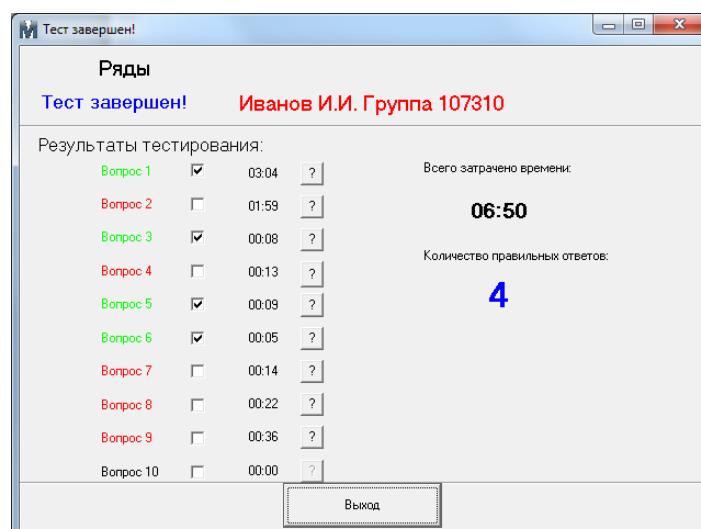 Тест завершен!
Ряды
Тест завершен! Иванов И.И. Группа 107310
Результаты тестирования:
Вопрос 1 03:04 ?
Вопрос 2 01:59 ?
Вопрос 3 00:08 ?
Вопрос 4 00:13 ?
Вопрос 5 00:09 ?
Вопрос 6 00:05 ?
Вопрос 7 00:14 ?
Вопрос 8 00:22 ?
Вопрос 9 00:36 ?
Вопрос 10 00:00 ?
Всего затрачено времени:
06:50
Количество правильных ответов:
4
Выход